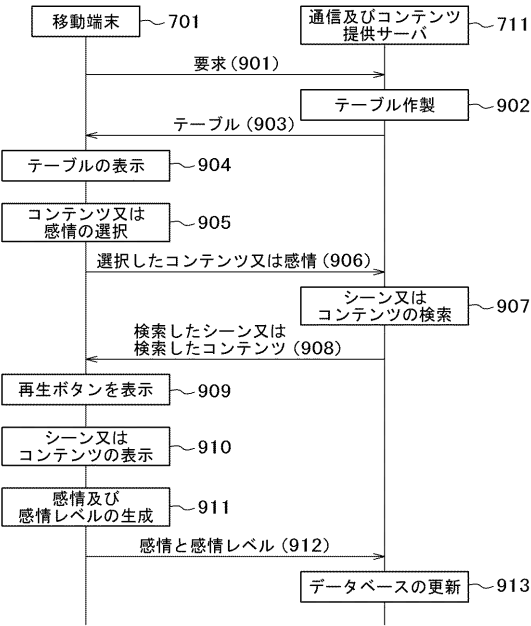 移動端末
701
通信及びコンテンツ
提供サーバ
711
要求(901)
テーブル作製
902
テーブル(903)
テーブルの表示
904
コンテンツ又は
感情の選択
905
選択したコンテンツ又は感情(906)
シーン又は
コンテンツの検索
907
検索したシーン又は
検索したコンテンツ(908)
再生ボタンを表示
909
シーン又は
コンテンツの表示
910
感情及び
感情レベルの生成
911
感情と感情レベル(912)
データベースの更新
913